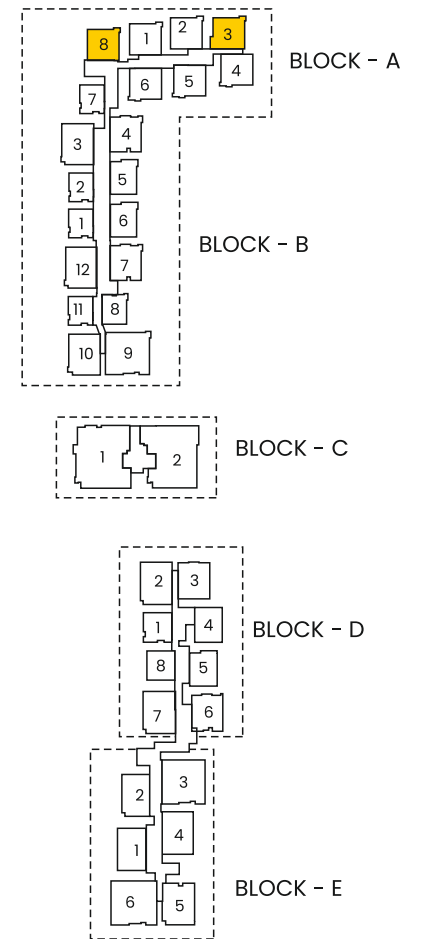 8 1 2 3
BLOCK - A
6 5 4
7
3 4
2 5
1 6
BLOCK - B
12 7
11 8
10 9
BLOCK - C
1 2
2 3
1 4
BLOCK - D
8 5
7 6
2 3
1 4
BLOCK - E
6 5